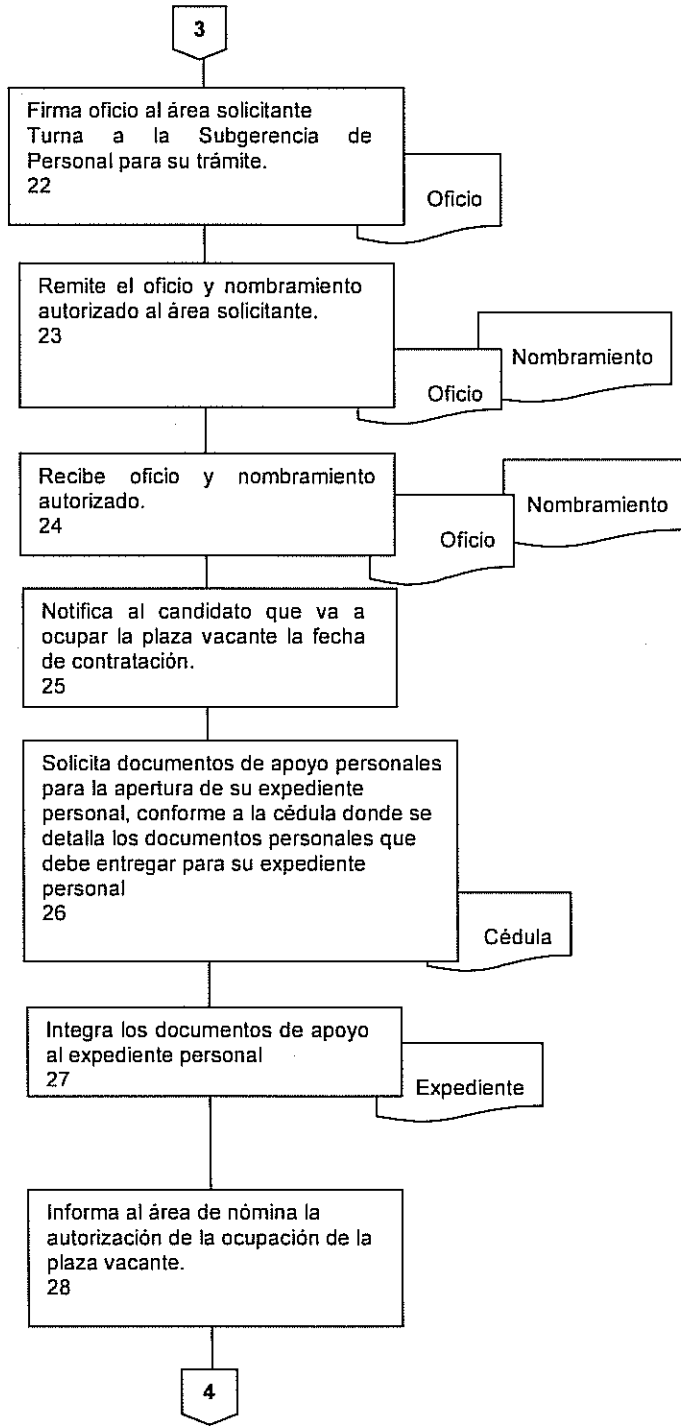 3
Firma oficio al área solicitante
Turna a la Subgerencia de
Personal para su trámite.
22
Oficio
Remite el oficio y nombramiento
autorizado al área solicitante.
23
Oficio
Nombramiento
Recibe oficio y nombramiento
autorizado.
24
Oficio
Nombramiento
Notifica al candidato que va a
ocupar la plaza vacante la fecha
de contratación.
25
Solicita documentos de apoyo personales
para la apertura de su expediente
personal, conforme a la cédula donde se
detalla los documentos personales que
debe entregar para su expediente
personal
26
Cédula
Integra los documentos de apoyo
al expediente personal
27
Expediente
Informa al área de nómina la
autorización de la ocupación de la
plaza vacante.
28
4